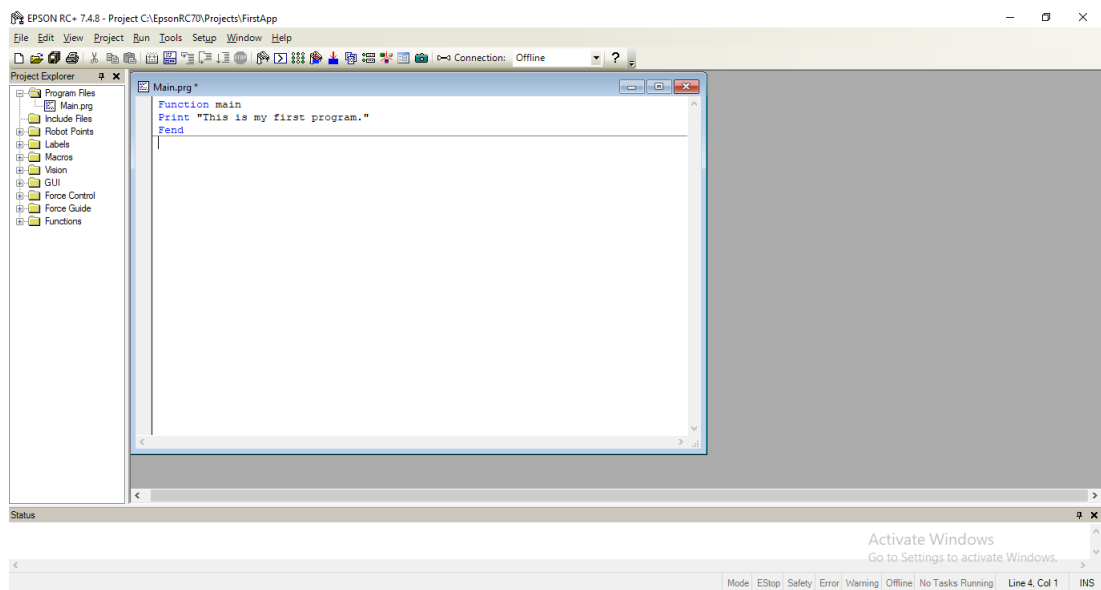 EPSON RC+ 7.4.8 - Project C:\EpsonRC70\Projects\FirstApp
File Edit View Project Run Tools Setup Window Help
Connection: Offline
Project Explorer
Program Files
Main.prg
Include Files
Robot Points
Labels
Macros
Vision
GUI
Force Control
Force Guide
Functions
Main.prg *
Function main
Print "This is my first program."
Fend
Status
Activate Windows
Go to Settings to activate Windows.
Mode EStop Safety Error Warning Offline No Tasks Running Line 4, Col 1 INS